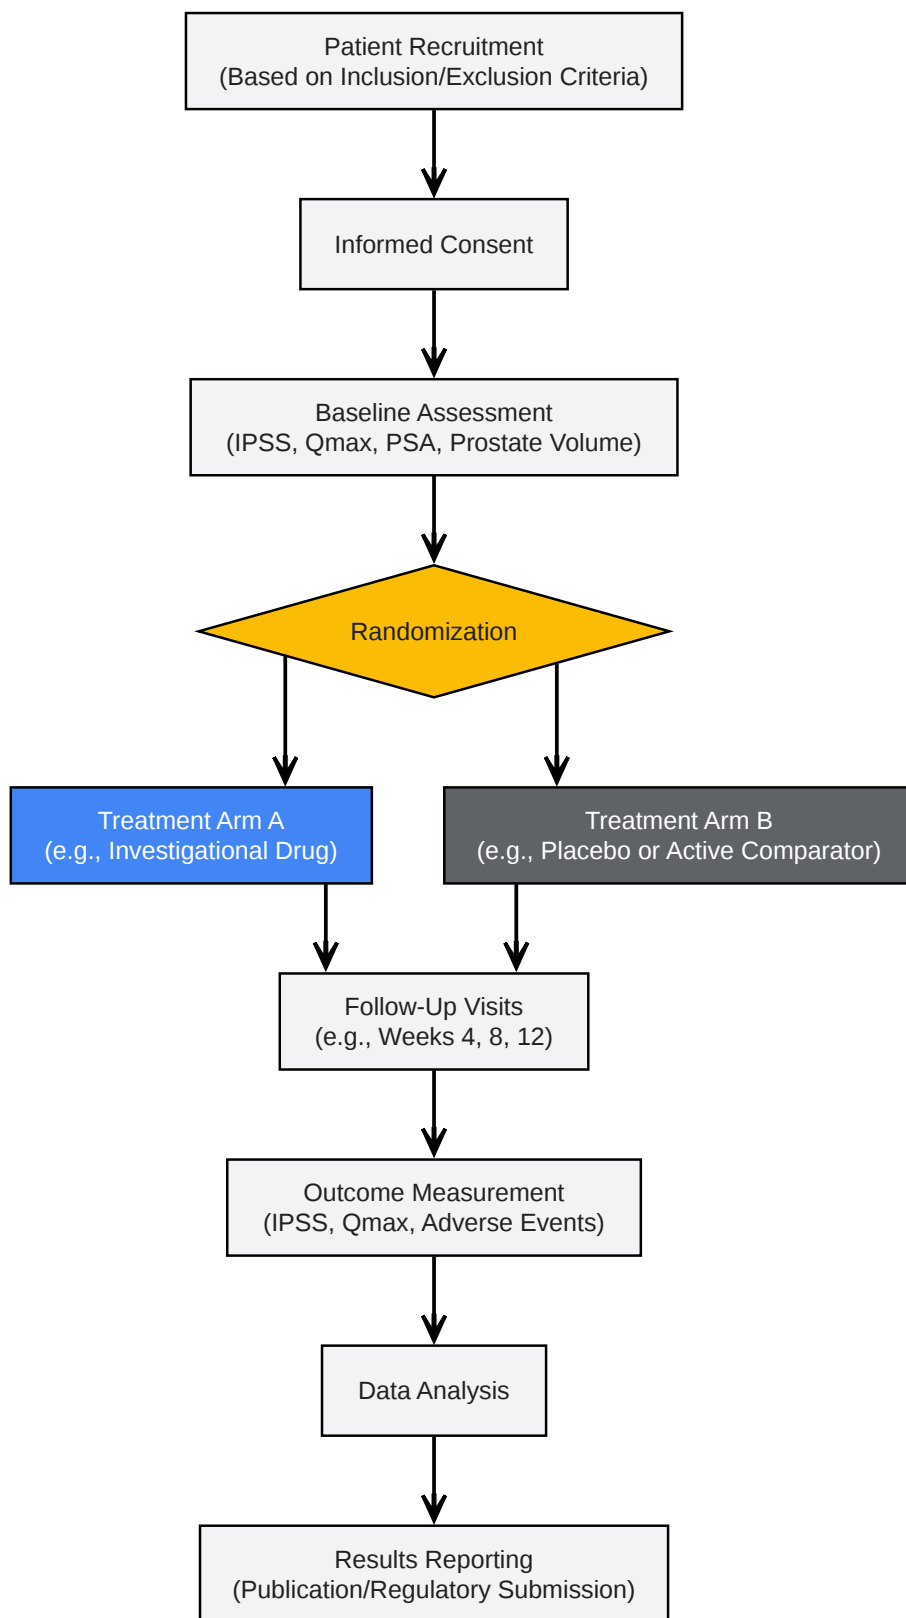 Patient Recruitment
(Based on Inclusion/Exclusion Criteria)
Informed Consent
Baseline Assessment
(IPSS, Qmax, PSA, Prostate Volume)
Randomization
Treatment Arm A
(e.g., Investigational Drug)
Treatment Arm B
(e.g., Placebo or Active Comparator)
Follow-Up Visits
(e.g., Weeks 4, 8, 12)
Outcome Measurement
(IPSS, Qmax, Adverse Events)
Data Analysis
Results Reporting
(Publication/Regulatory Submission)